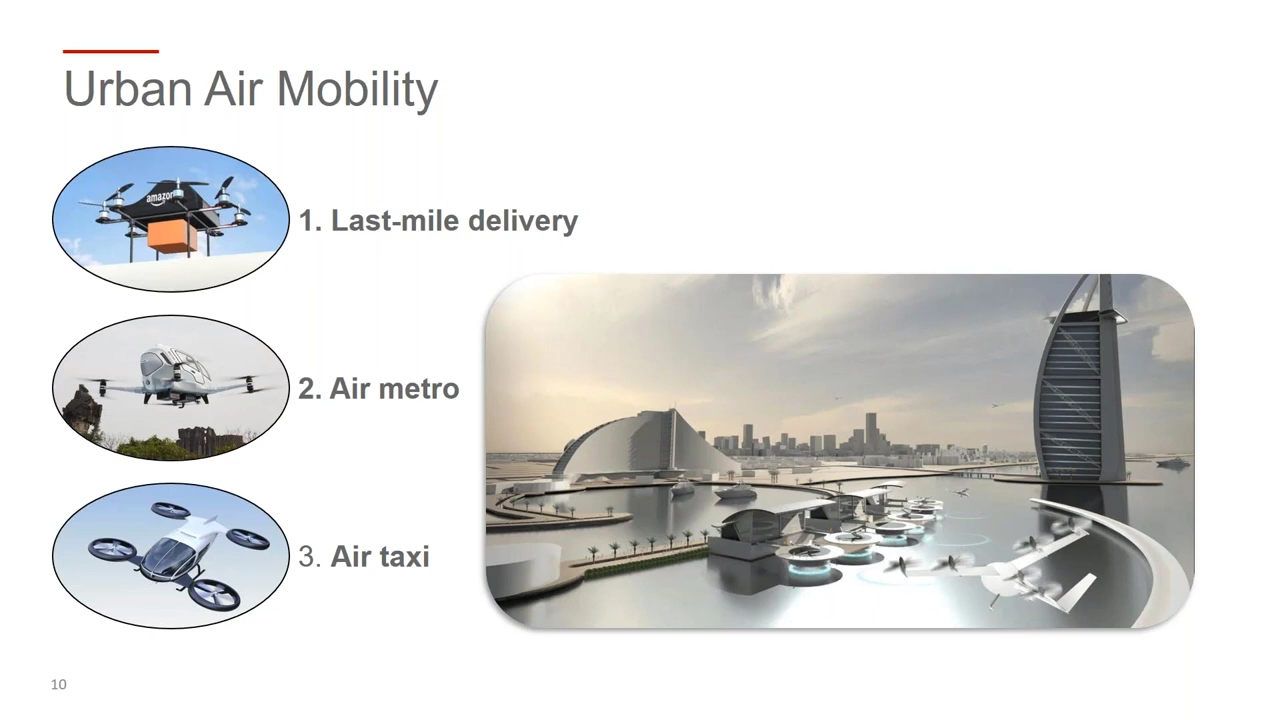 Urban Air Mobility
amazon
1. Last-mile delivery
2. Air metro
3. Air taxi
10